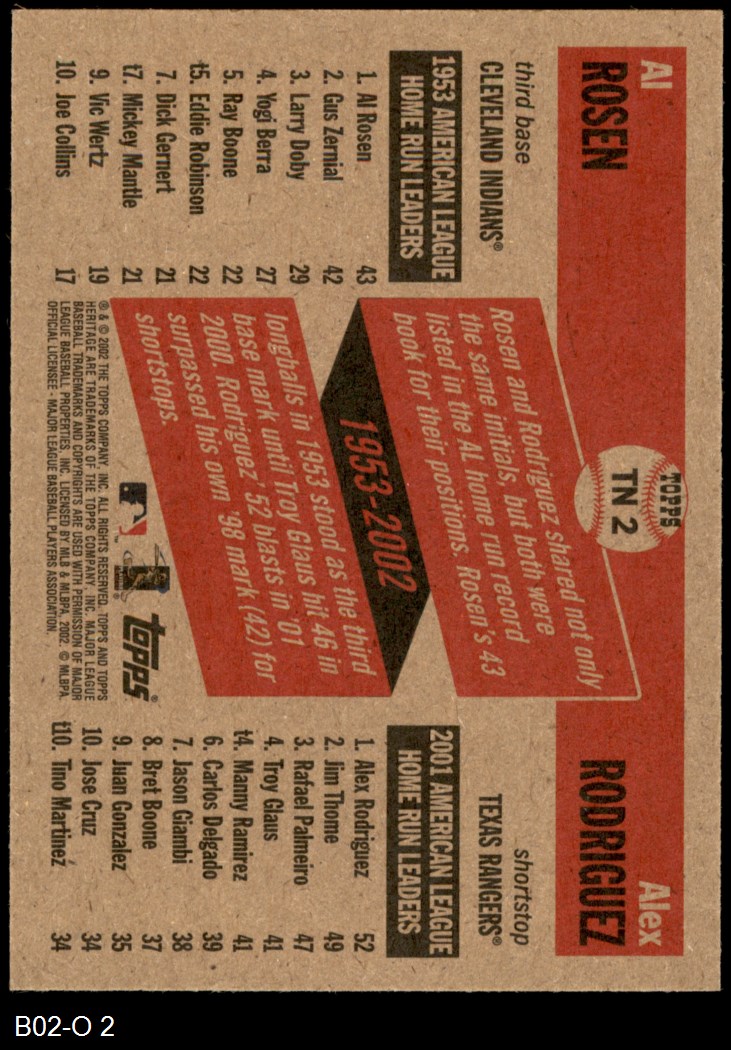 Al
ROSEN
third base
CLEVELAND INDIANS®
TOPPS
TN 2
Alex
RODRIGUEZ
shortstop
TEXAS RANGERS®
1953 AMERICAN LEAGUE
HOME RUN LEADERS
1. Al Rosen 43
2. Gus Zernial 42
3. Larry Doby 29
4. Yogi Berra 27
5. Ray Boone 22
t5. Eddie Robinson 22
7. Dick Gernert 21
t7. Mickey Mantle 21
9. Vic Wertz 19
10. Joe Collins 17
Rosen and Rodriguez shared not only
the same initials, but both were
listed in the AL home run record
book for their positions. Rosen's 43
1953-2002
longballs in 1953 stood as the third
base mark until Troy Glaus hit 46 in
2000. Rodriguez' 52 blasts in '01
surpassed his own '98 mark (42) for
shortstops.
2001 AMERICAN LEAGUE
HOME RUN LEADERS
1. Alex Rodriguez 52
2. Jim Thome 49
3. Rafael Palmeiro 47
4. Troy Glaus 41
t4. Manny Ramirez 41
6. Carlos Delgado 39
7. Jason Giambi 38
8. Bret Boone 37
9. Juan Gonzalez 35
10. Jose Cruz 34
t10. Tino Martinez 34
topps®
® & © 2002 THE TOPPS COMPANY, INC. ALL RIGHTS RESERVED. TOPPS AND TOPPS
HERITAGE ARE TRADEMARKS OF THE TOPPS COMPANY, INC. MAJOR LEAGUE
BASEBALL TRADEMARKS AND COPYRIGHTS ARE USED WITH PERMISSION OF MAJOR
LEAGUE BASEBALL PROPERTIES, INC. LICENSED BY MLB & MLBPA, 2002 © MLBPA
OFFICIAL LICENSEE - MAJOR LEAGUE BASEBALL PLAYERS ASSOCIATION.
B02-O 2